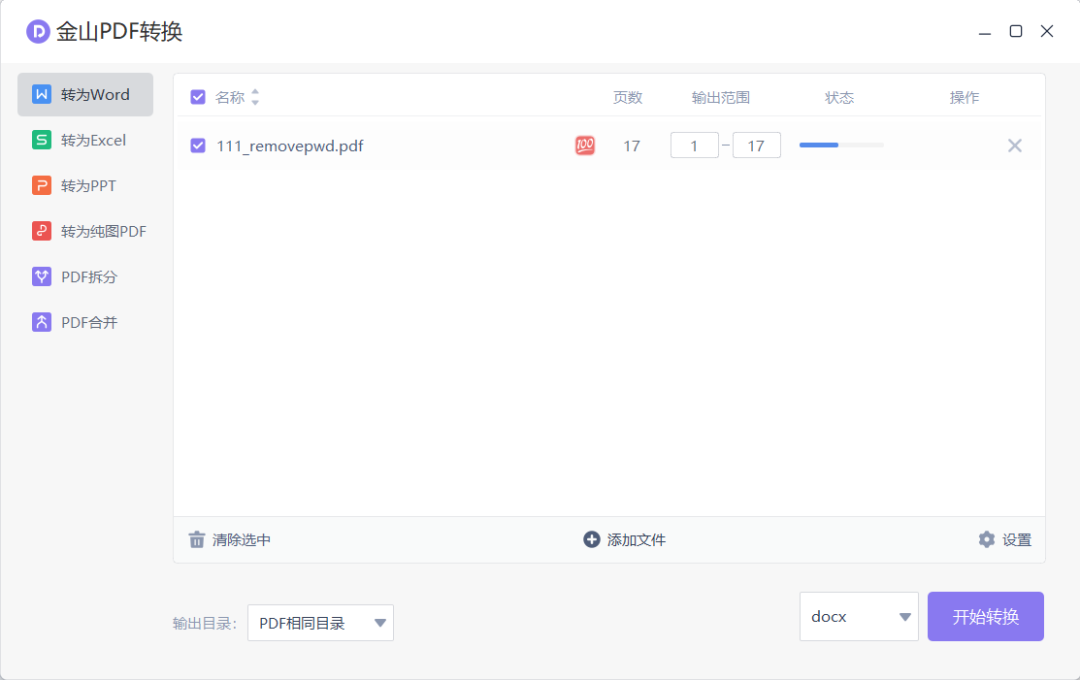 金山PDF转换
转为Word
转为Excel
转为PPT
转为纯图PDF
PDF拆分
PDF合并
名称 页数 输出范围 状态 操作
111_removepwd.pdf 100 17 1 - 17
清除选中 添加文件 设置
输出目录: PDF相同目录 docx 开始转换